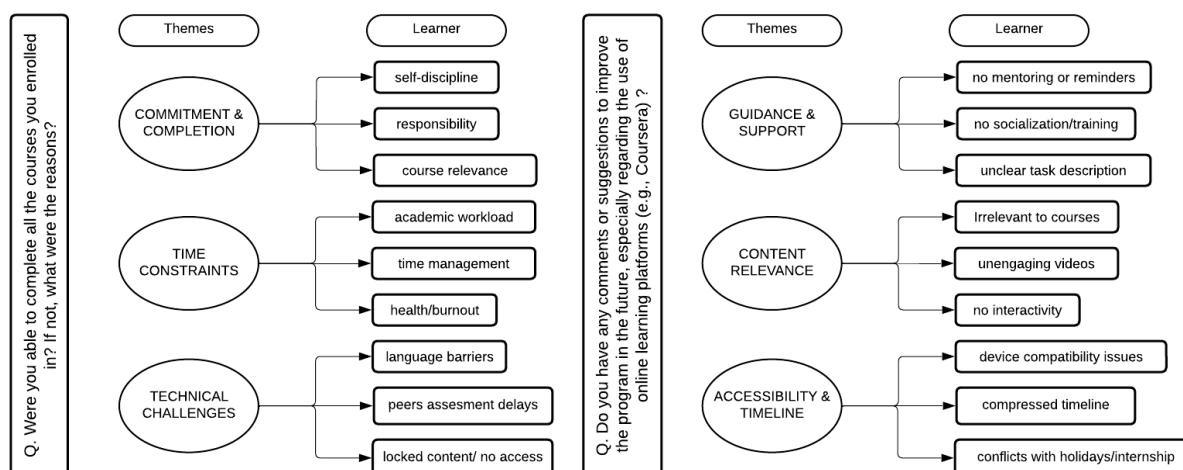 Q. Were you able to complete all the courses you enrolled
in? If not, what were the reasons?
Themes
Learner
COMMITMENT &
COMPLETION
self-discipline
responsibility
course relevance
TIME
CONSTRAINTS
academic workload
time management
health/burnout
TECHNICAL
CHALLENGES
language barriers
peers assesment delays
locked content/ no access
Q. Do you have any comments or suggestions to improve
the program in the future, especially regarding the use of
online learning platforms (e.g., Coursera) ?
Themes
Learner
GUIDANCE &
SUPPORT
no mentoring or reminders
no socialization/training
unclear task description
CONTENT
RELEVANCE
Irrelevant to courses
unengaging videos
no interactivity
ACCESSIBILITY &
TIMELINE
device compatibility issues
compressed timeline
conflicts with holidays/internship